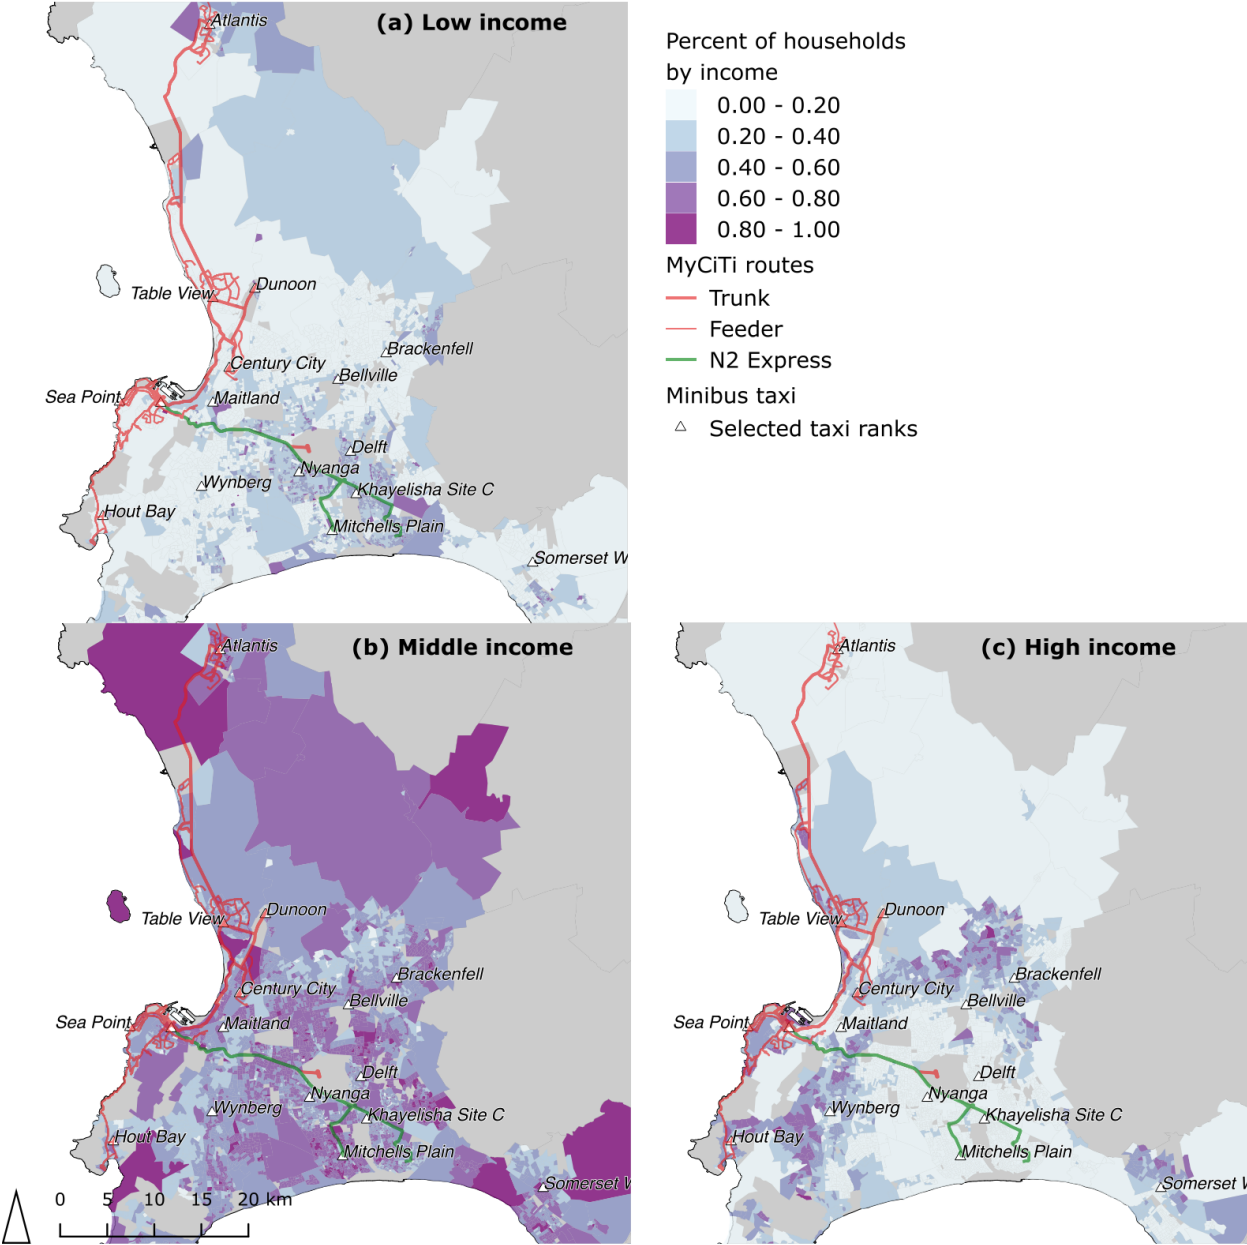 (a) Low income
Atlantis
Table View
Dunoon
Century City
Brackenfell
Bellville
Sea Point
Maitland
Delft
Nyanga
Wynberg
Khayelisha Site C
Hout Bay
Mitchells Plain
Somerset W
Percent of households
by income
0.00 - 0.20
0.20 - 0.40
0.40 - 0.60
0.60 - 0.80
0.80 - 1.00
MyCiTi routes
Trunk
Feeder
N2 Express
Minibus taxi
Selected taxi ranks
(b) Middle income
Atlantis
Table View
Dunoon
Brackenfell
Century City
Bellville
Sea Point
Maitland
Delft
Nyanga
Wynberg
Khayelisha Site C
Hout Bay
Mitchells Plain
Somerset W
0 5 10 15 20 km
(c) High income
Atlantis
Table View
Dunoon
Brackenfell
Century City
Bellville
Sea Point
Maitland
Delft
Nyanga
Wynberg
Khayelisha Site C
Hout Bay
Mitchells Plain
Somerset W